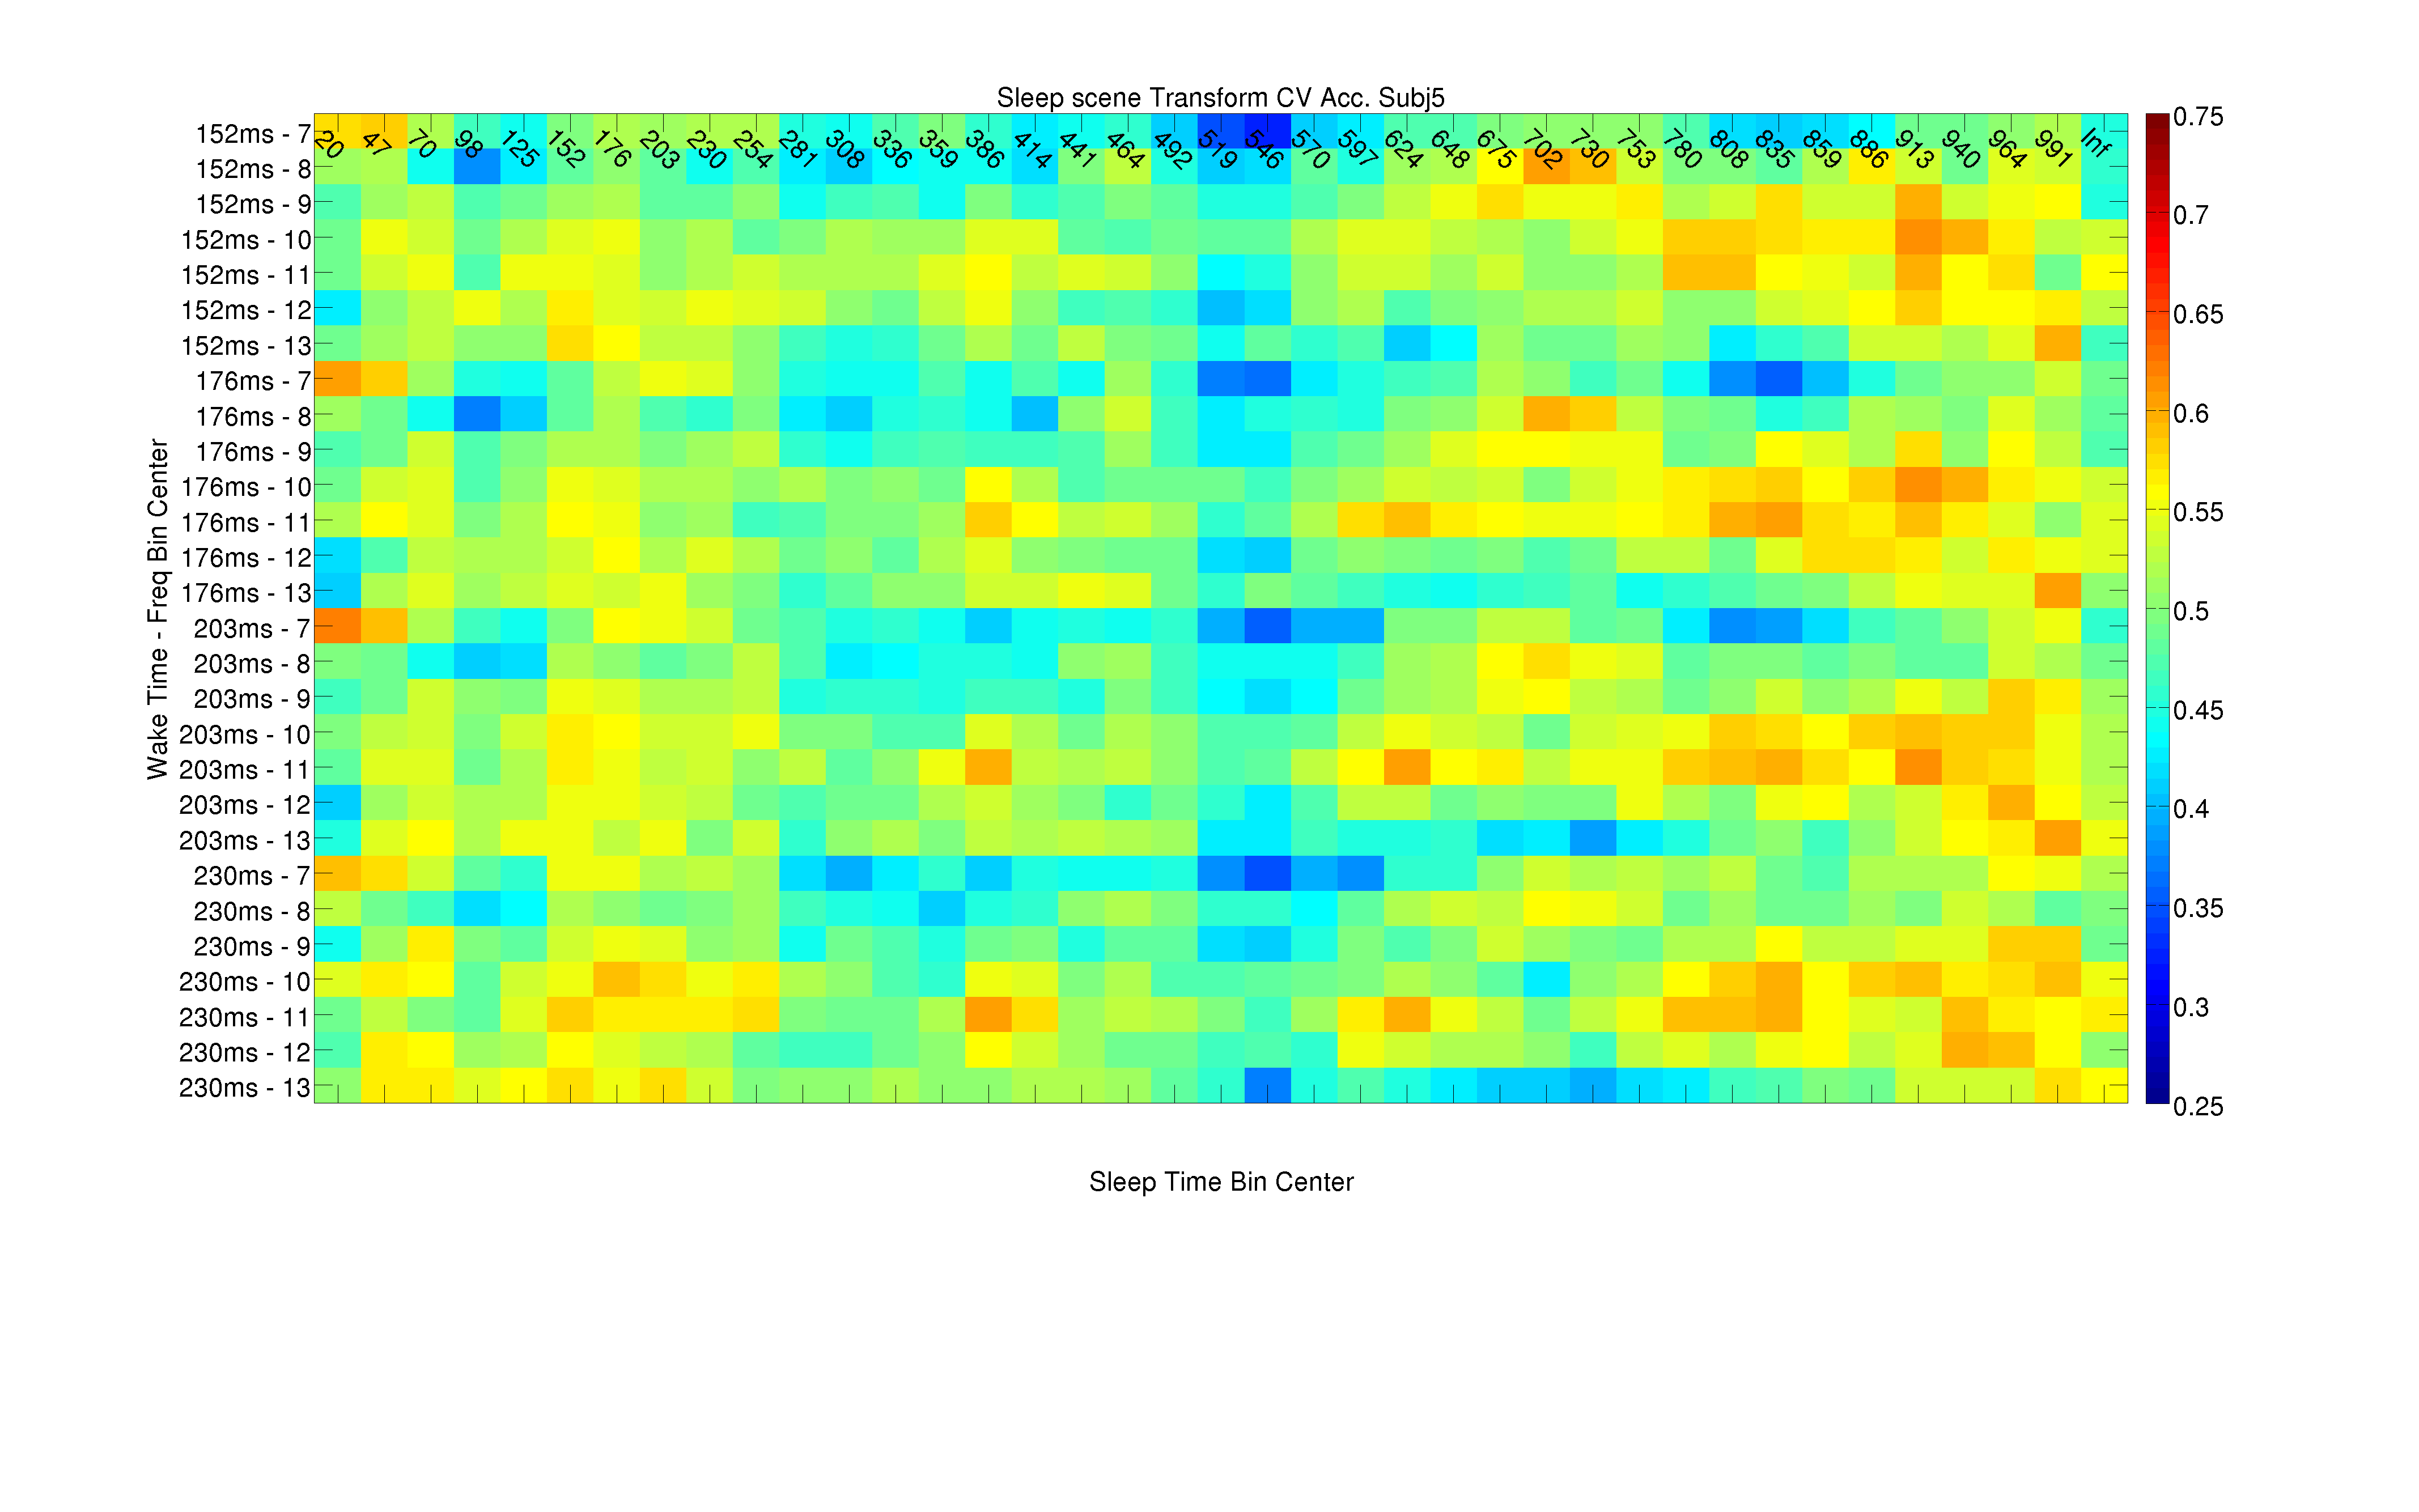 Sleep scene Transform CV Acc. Subj5
152ms - 7
152ms - 8
152ms - 9
152ms - 10
152ms - 11
152ms - 12
152ms - 13
176ms - 7
176ms - 8
176ms - 9
176ms - 10
176ms - 11
176ms - 12
176ms - 13
203ms - 7
203ms - 8
203ms - 9
203ms - 10
203ms - 11
203ms - 12
203ms - 13
230ms - 7
230ms - 8
230ms - 9
230ms - 10
230ms - 11
230ms - 12
230ms - 13
Wake Time - Freq Bin Center
20 47 70 98 125 152 176 203 230 254 281 308 336 359 386 414 441 464 492 519 546 570 597 624 648 675 702 730 753 780 808 835 859 886 913 940 964 991 Inf
0.75
0.7
0.65
0.6
0.55
0.5
0.45
0.4
0.35
0.3
0.25
Sleep Time Bin Center